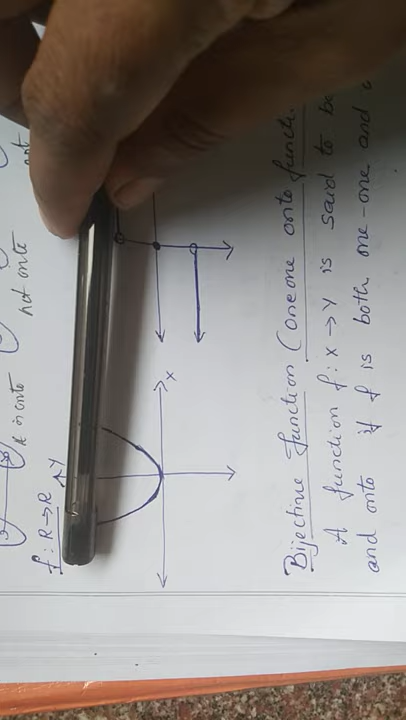 not onto
not
is onto
f: R→R
Y
X
Bijective function (one one onto functi
A function f: x → Y is said to be
and onto if f is both one-one and